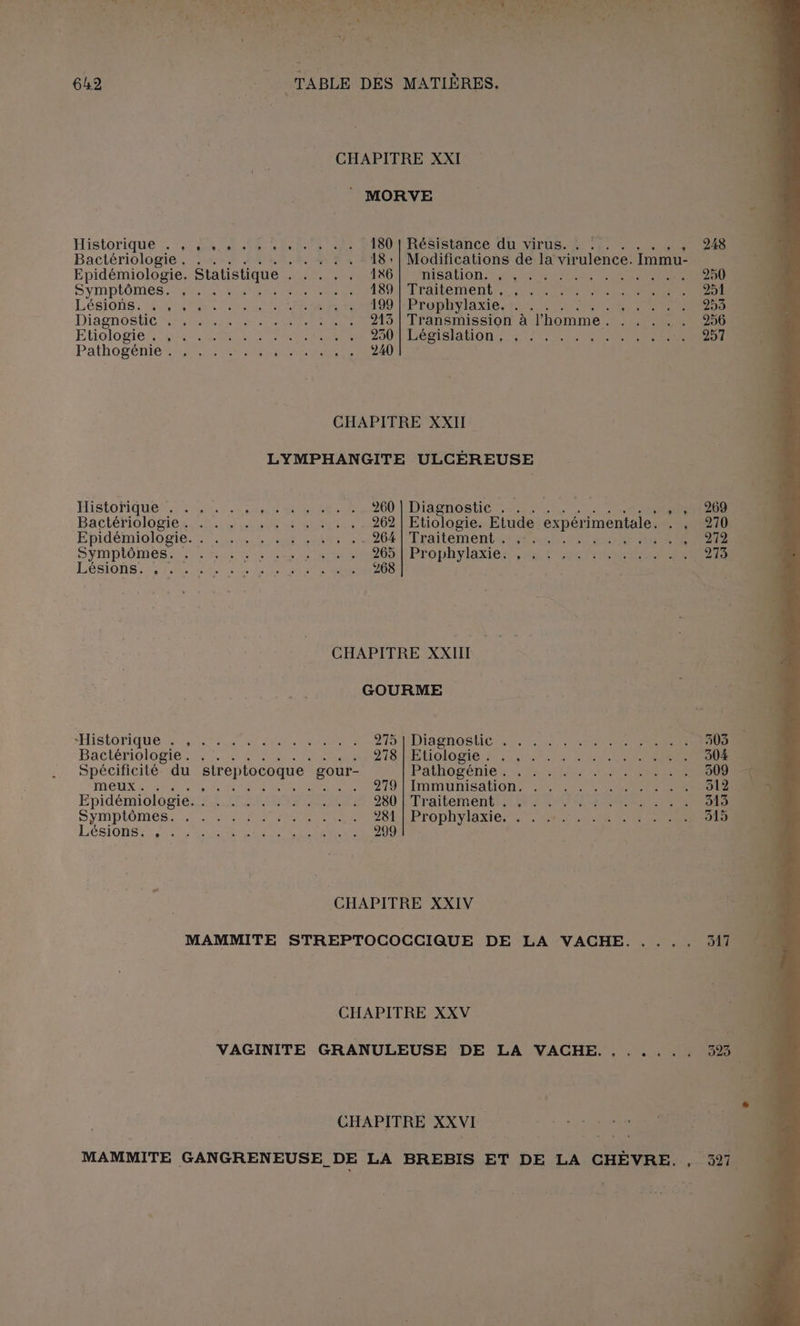 642
TABLE DES MATIÈRES.
CHAPITRE XXI
MORVE
Historique . . . . . . . . . . . . . . 180
Bactériologie . . . . . . . . . . . . . 18
Epidémiologie. Statistique . . . . . 186
Symptômes. . . . . . . . . . . . . . 189
Lésions. . . . . . . . . . . . . . . . 199
Diagnostic . . . . . . . . . . . . . . 213
Etiologie . . . . . . . . . . . . . . . 230
Pathogénie . . . . . . . . . . . . . . 240
Résistance du virus. . . . . . . . . 248
Modifications de la virulence. Immu-
nisation. . . . . . . . . . . . . . . 250
Traitement . . . . . . . . . . . . . . 251
Prophylaxie. . . . . . . . . . . . . . 253
Transmission à l'homme. . . . . . 256
Législation . . . . . . . . . . . . . . 257
CHAPITRE XXII
LYMPHANGITE ULCÉREUSE
Historique . . . . . . . . . . . . . . 260
Bactériologie . . . . . . . . . . . . . 262
Epidémiologie. . . . . . . . . . . . . 264
Symptômes. . . . . . . . . . . . . . 265
Lésions. . . . . . . . . . . . . . . . 268
Diagnostic . . . . . . . . . . . . . . 269
Etiologie. Etude expérimentale. . . 270
Traitement . . . . . . . . . . . . . . 272
Prophylaxie. . . . . . . . . . . . . . 273
CHAPITRE XXIII
GOURME
Historique . . . . . . . . . . . . . . 275
Bactériologie. . . . . . . . . . . . . 278
Spécificité du streptocoque gour-
meux. . . . . . . . . . . . . . . . 279
Epidémiologie. . . . . . . . . . . . . 280
Symptômes. . . . . . . . . . . . . . 281
Lésions. . . . . . . . . . . . . . . . 299
Diagnostic . . . . . . . . . . . . . . 303
Etiologie . . . . . . . . . . . . . . . 304
Pathogénie . . . . . . . . . . . . . . 309
Immunisation. . . . . . . . . . . . . 312
Traitement . . . . . . . . . . . . . . 313
Prophylaxie. . . . . . . . . . . . . . 315
CHAPITRE XXIV
MAMMITE STREPTOCOCCIQUE DE LA VACHE. . . . . 317
CHAPITRE XXV
VAGINITE GRANULEUSE DE LA VACHE. . . . . . . 323
CHAPITRE XXVI
MAMMITE GANGRENEUSE DE LA BREBIS ET DE LA CHÈVRE. . 327